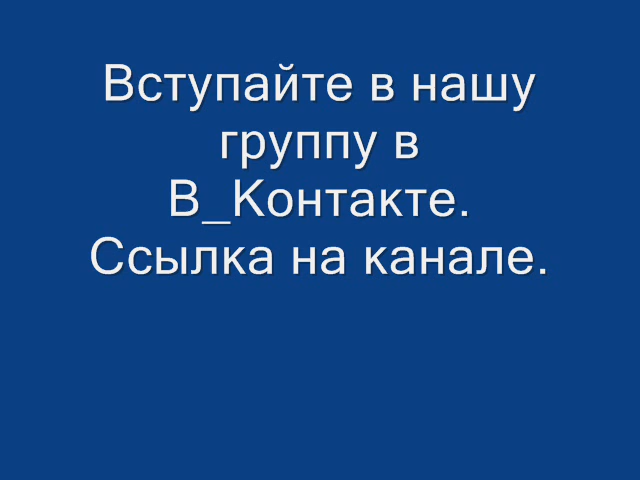 Вступайте в нашу
группу в
В_Контакте.
Ссылка на канале.